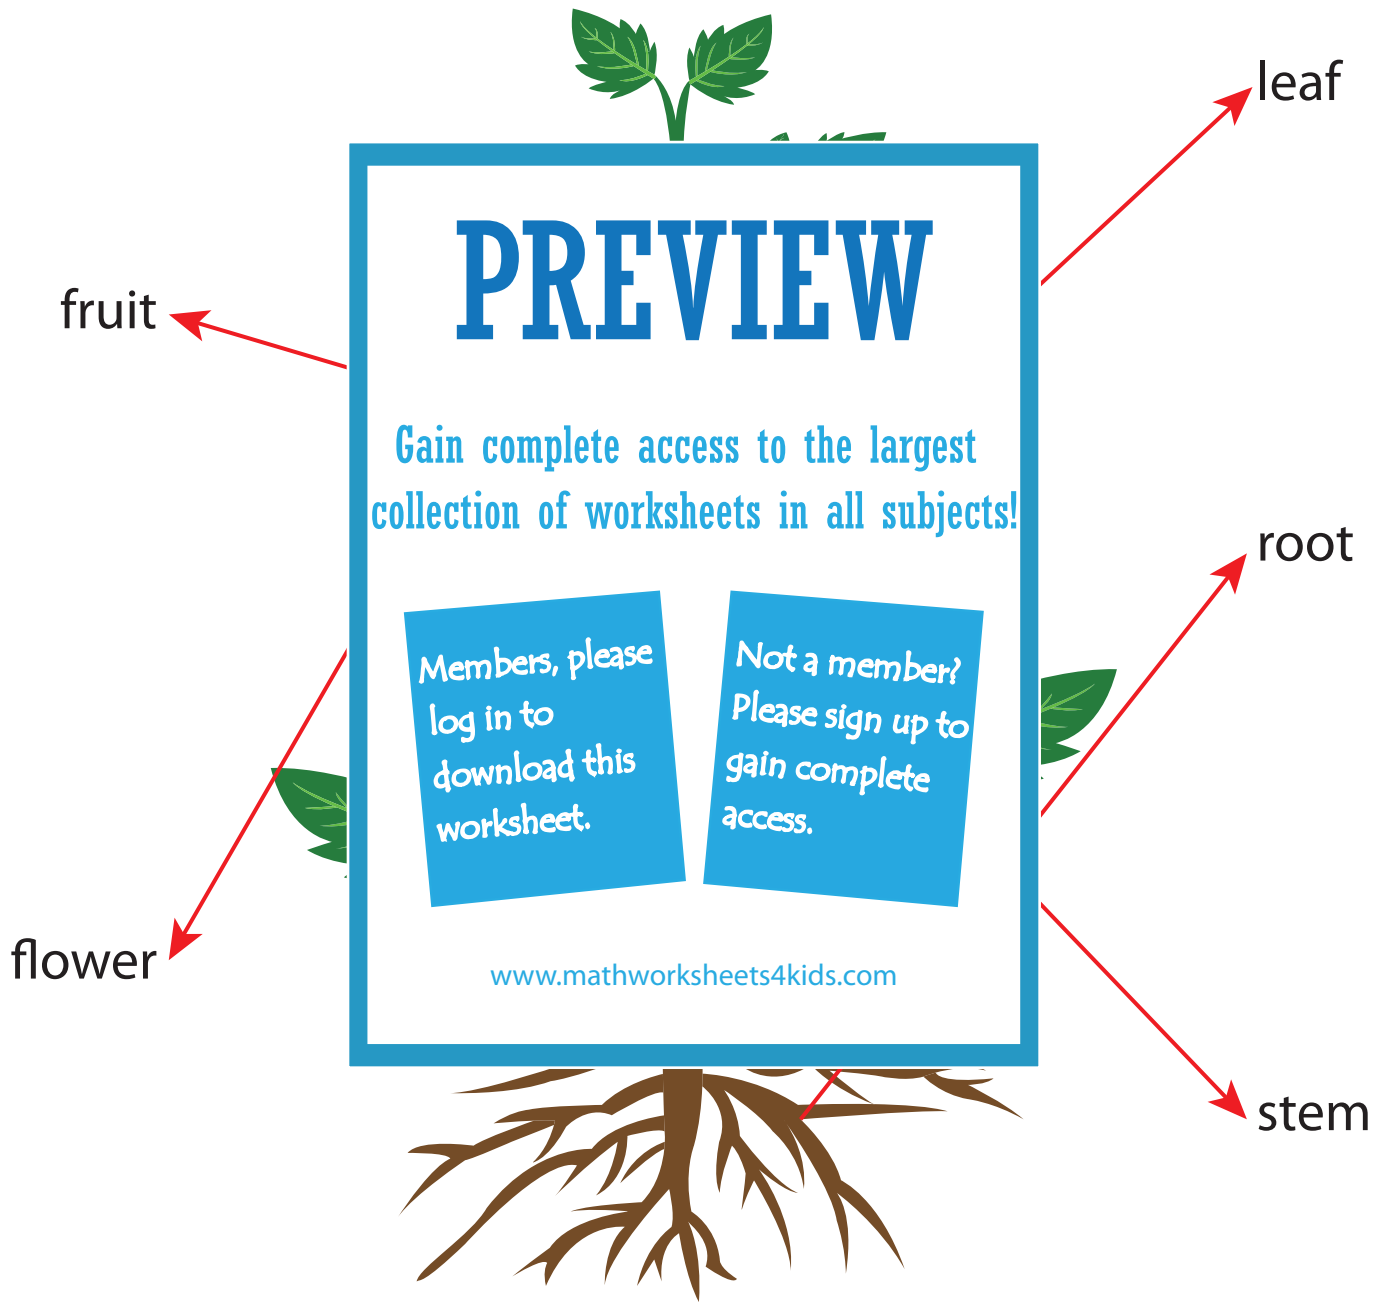 leaf
PREVIEW
fruit
Gain complete access to the largest
collection of worksheets in all subjects!
root
Members, please
log in to
download this
worksheet.
Not a member?
Please sign up to
gain complete
access.
flower
www.mathworksheets4kids.com
stem